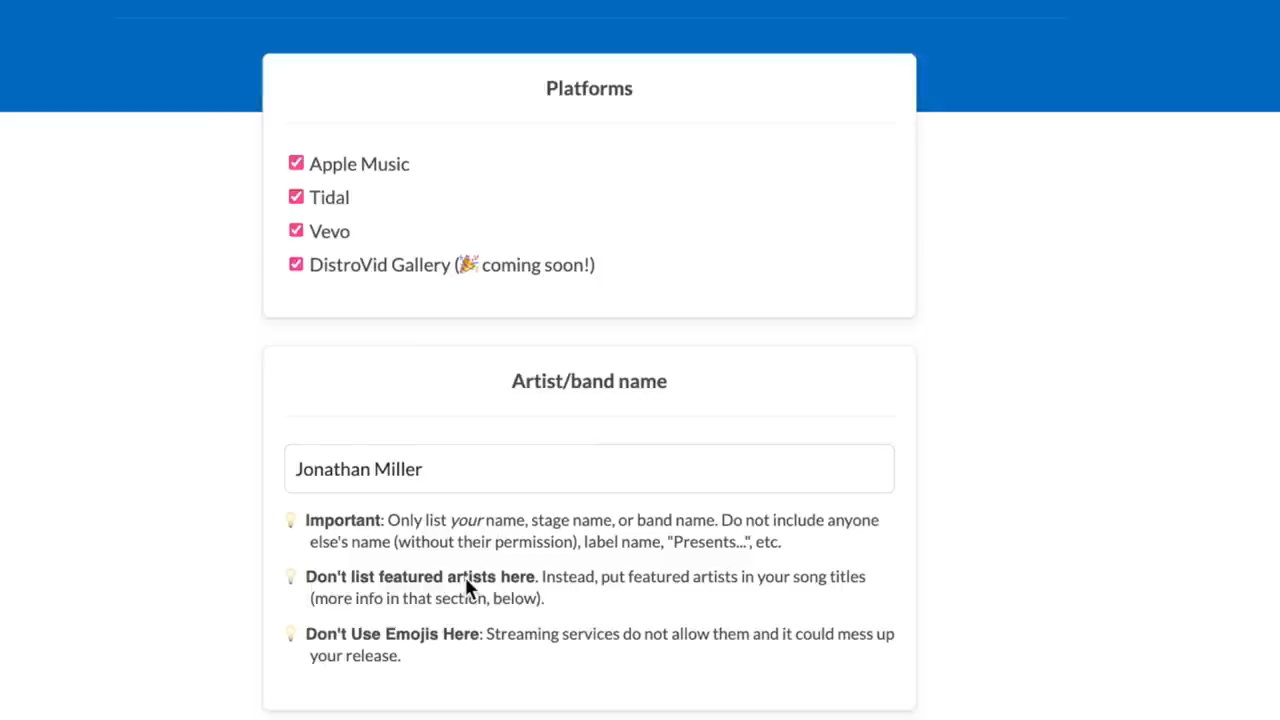 Platforms
Apple Music
Tidal
Vevo
DistroVid Gallery (🎉 coming soon!)
Artist/band name
Jonathan Miller
💡 Important: Only list your name, stage name, or band name. Do not include anyone
else's name (without their permission), label name, "Presents...", etc.
💡 Don't list featured artists here. Instead, put featured artists in your song titles
(more info in that section, below).
💡 Don't Use Emojis Here: Streaming services do not allow them and it could mess up
your release.